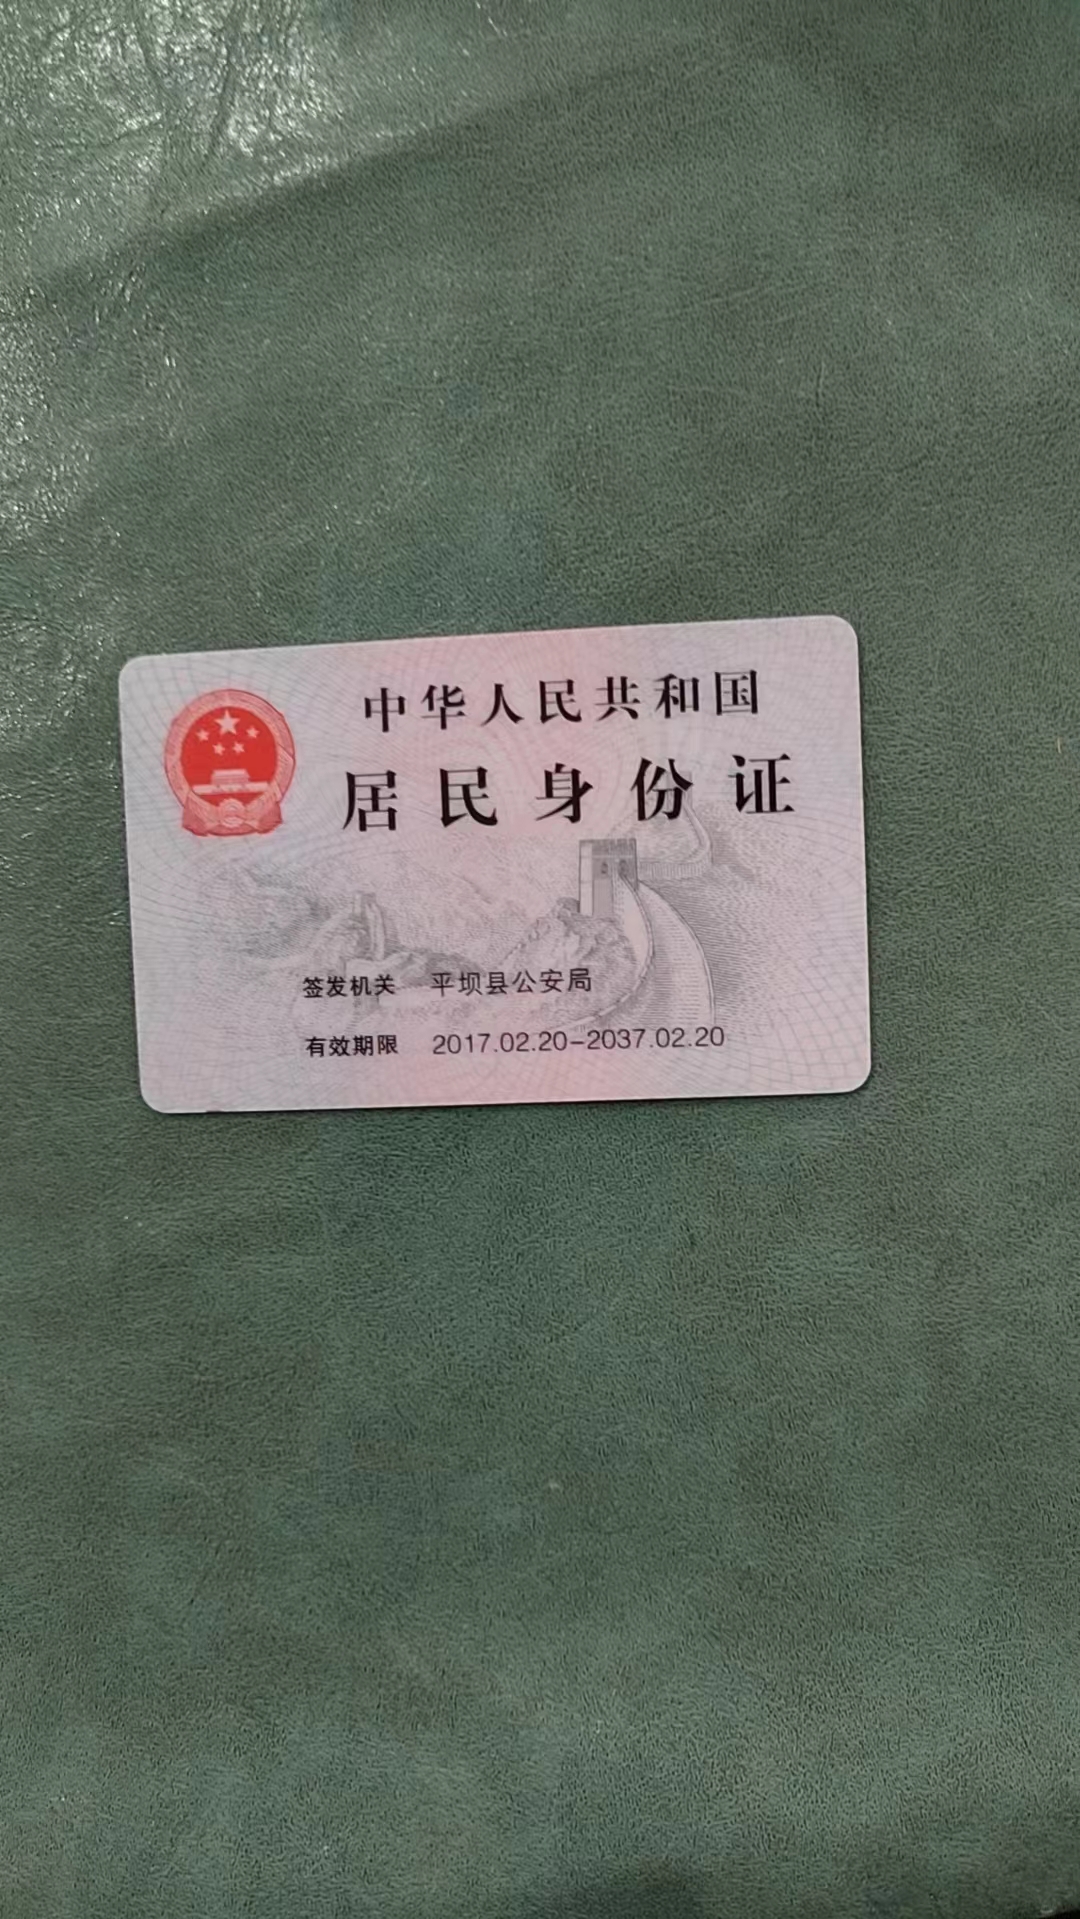 中华人民共和国
居民身份证
签发机关 平坝县公安局
有效期限 2017.02.20-2037.02.20